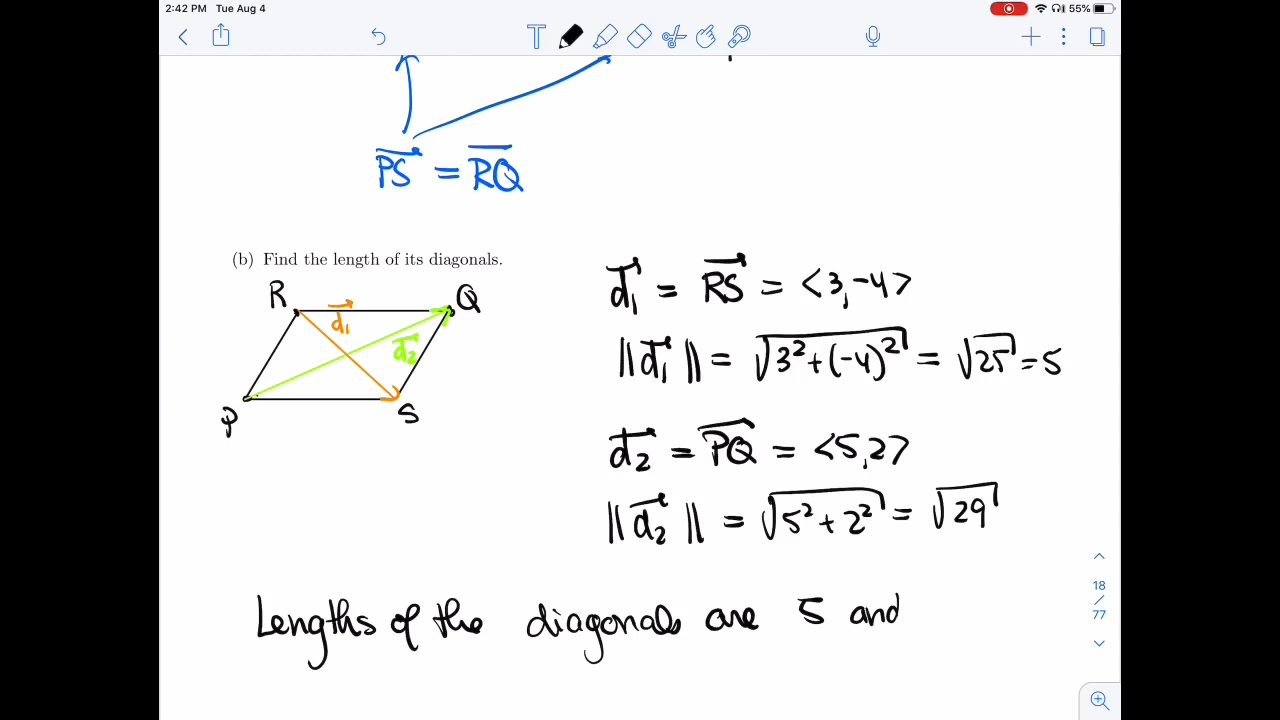 2:42 PM Tue Aug 4
55%
T
PS = RQ
(b) Find the length of its diagonals.
R
Q
d₁
d₂
P
S
d₁ = RS = <3,-4>
||d₁|| = √3²+(-4)² = √25 = 5
d₂ = PQ = <5,2>
||d₂|| = √5²+2² = √29
18
/
77
Lengths of the diagonals are 5 and